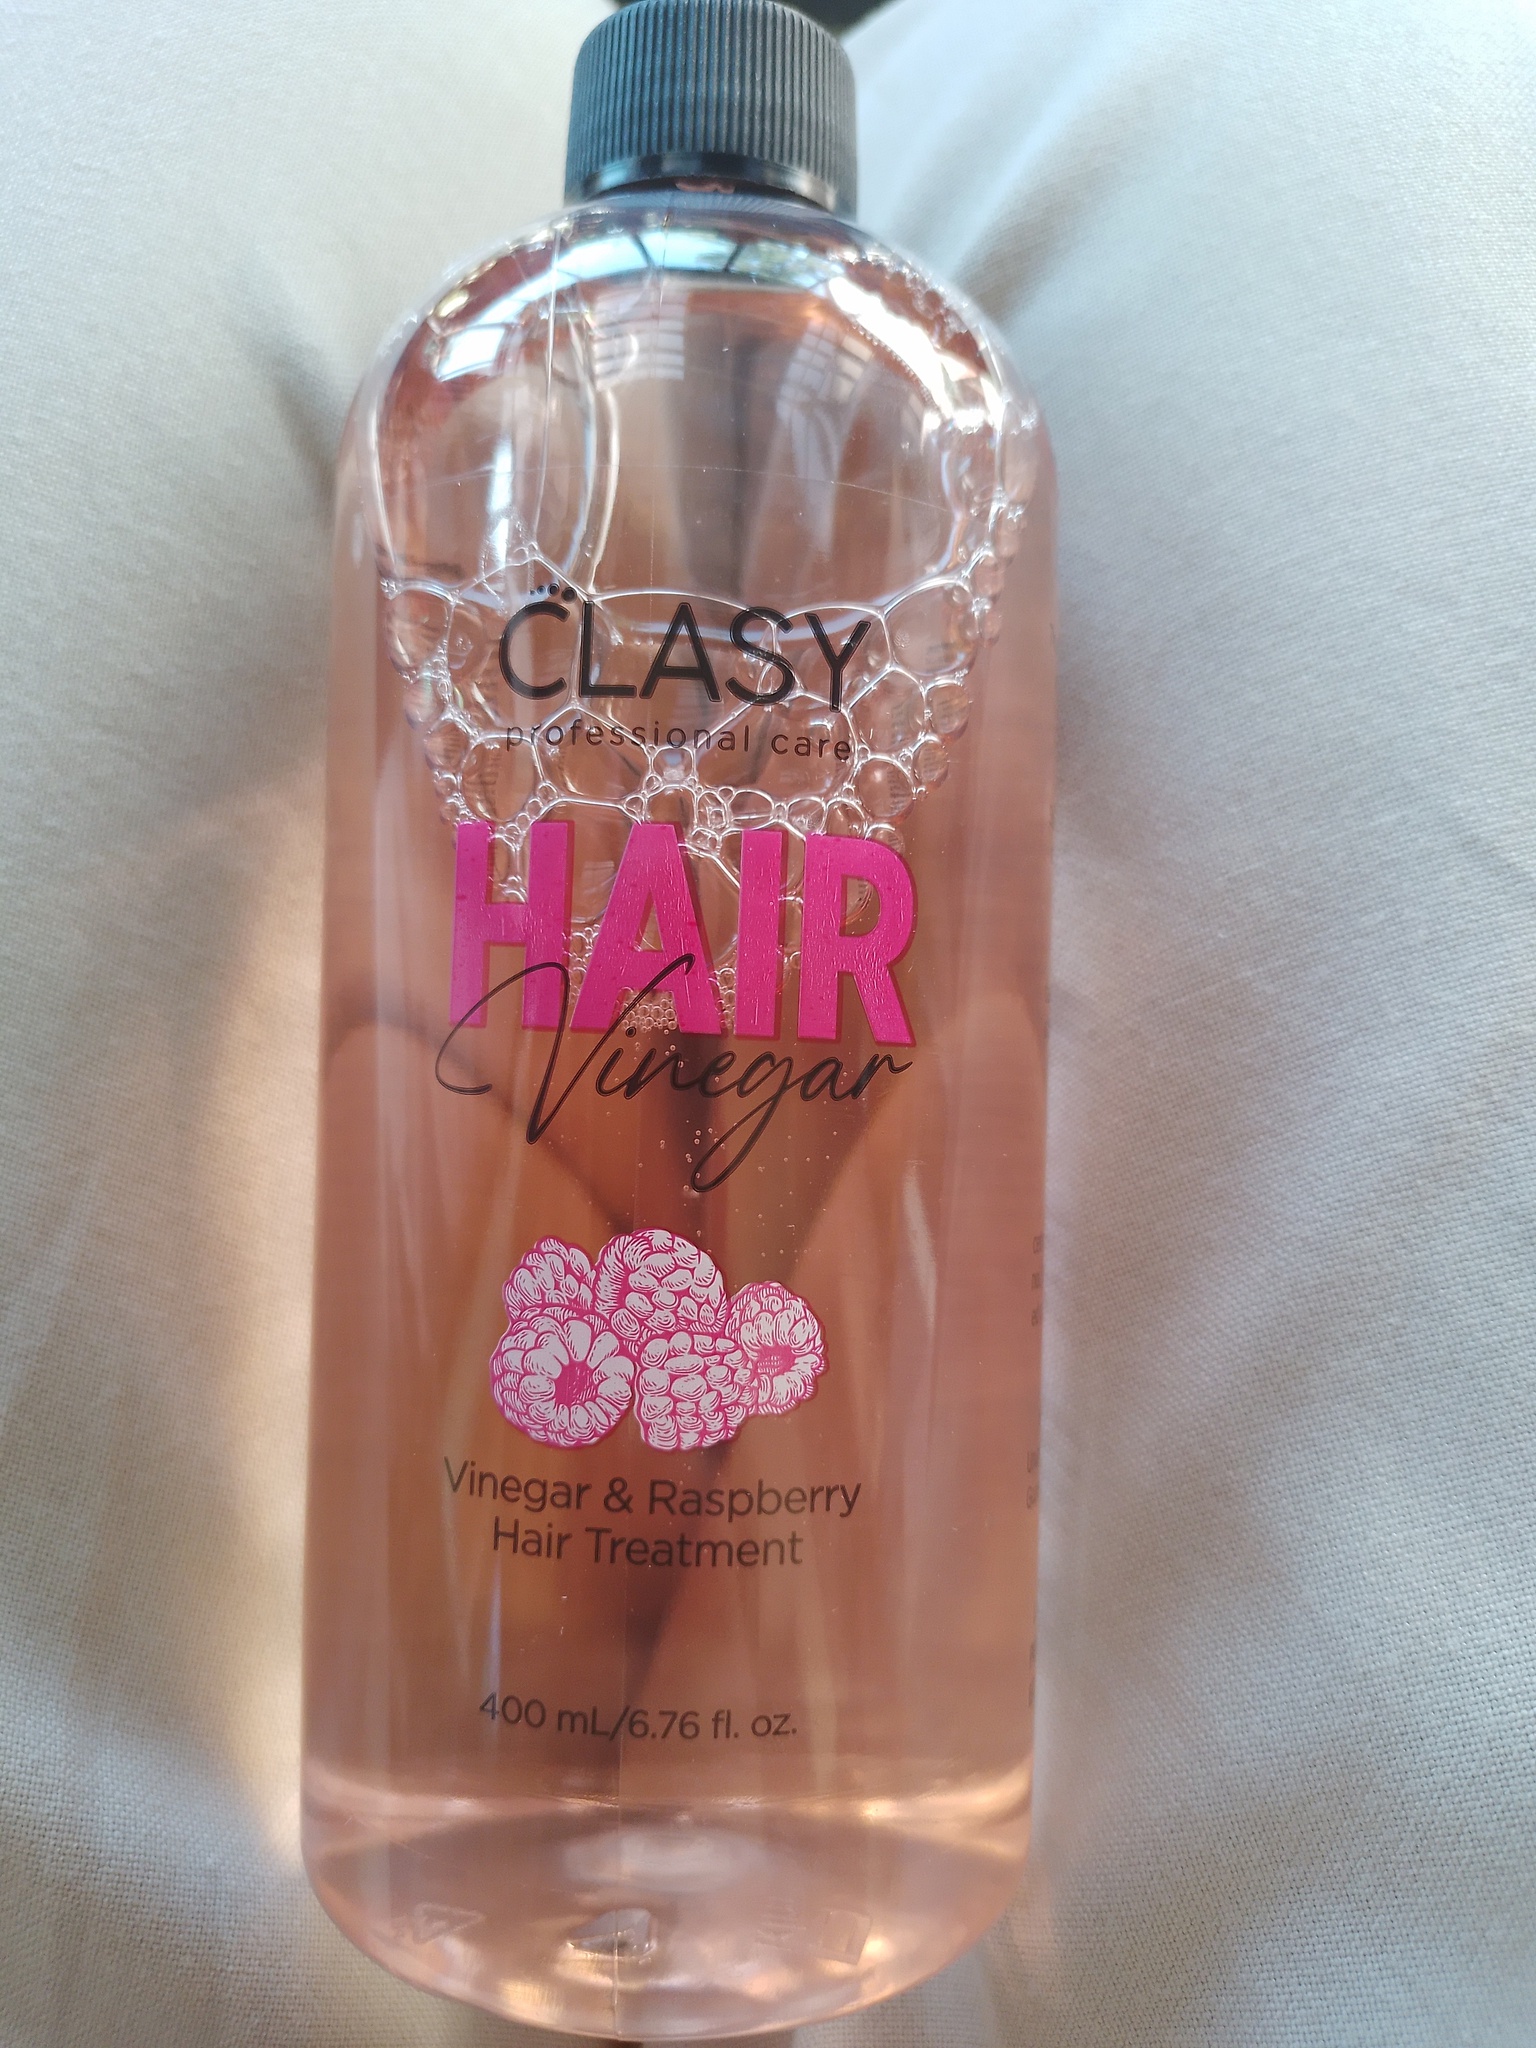 CLASY
professional care
HAIR
Vinegar
Vinegar & Raspberry
Hair Treatment
400 mL/6.76 fl. oz.